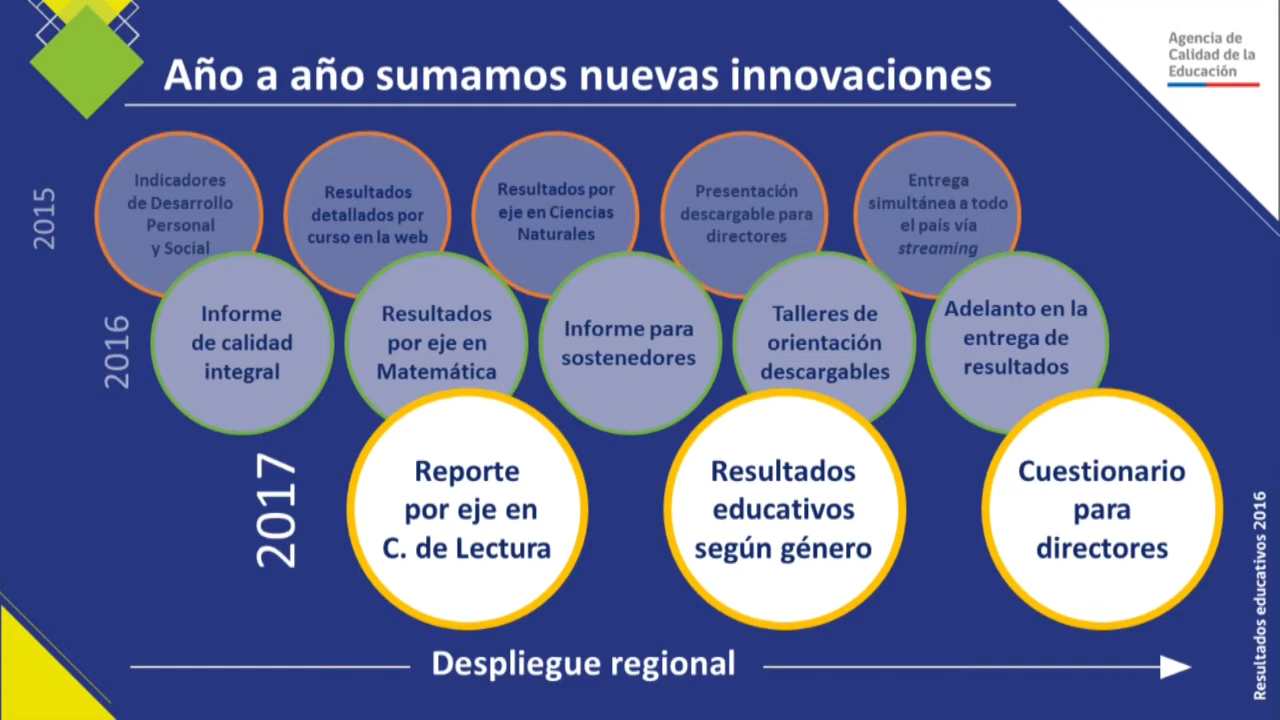 Año a año sumamos nuevas innovaciones
Agencia de
Calidad de la
Educación
2015
Indicadores
de Desarrollo
Personal
y Social
Resultados
detallados por
curso en la web
Resultados por
eje en Ciencias
Naturales
Presentación
descargable para
directores
Entrega
simultánea a todo
el país vía
streaming
2016
Informe
de calidad
integral
Resultados
por eje en
Matemática
Informe para
sostenedores
Talleres de
orientación
descargables
Adelanto en la
entrega de
resultados
2017
Reporte
por eje en
C. de Lectura
Resultados
educativos
según género
Cuestionario
para
directores
Despliegue regional
Resultados educativos 2016